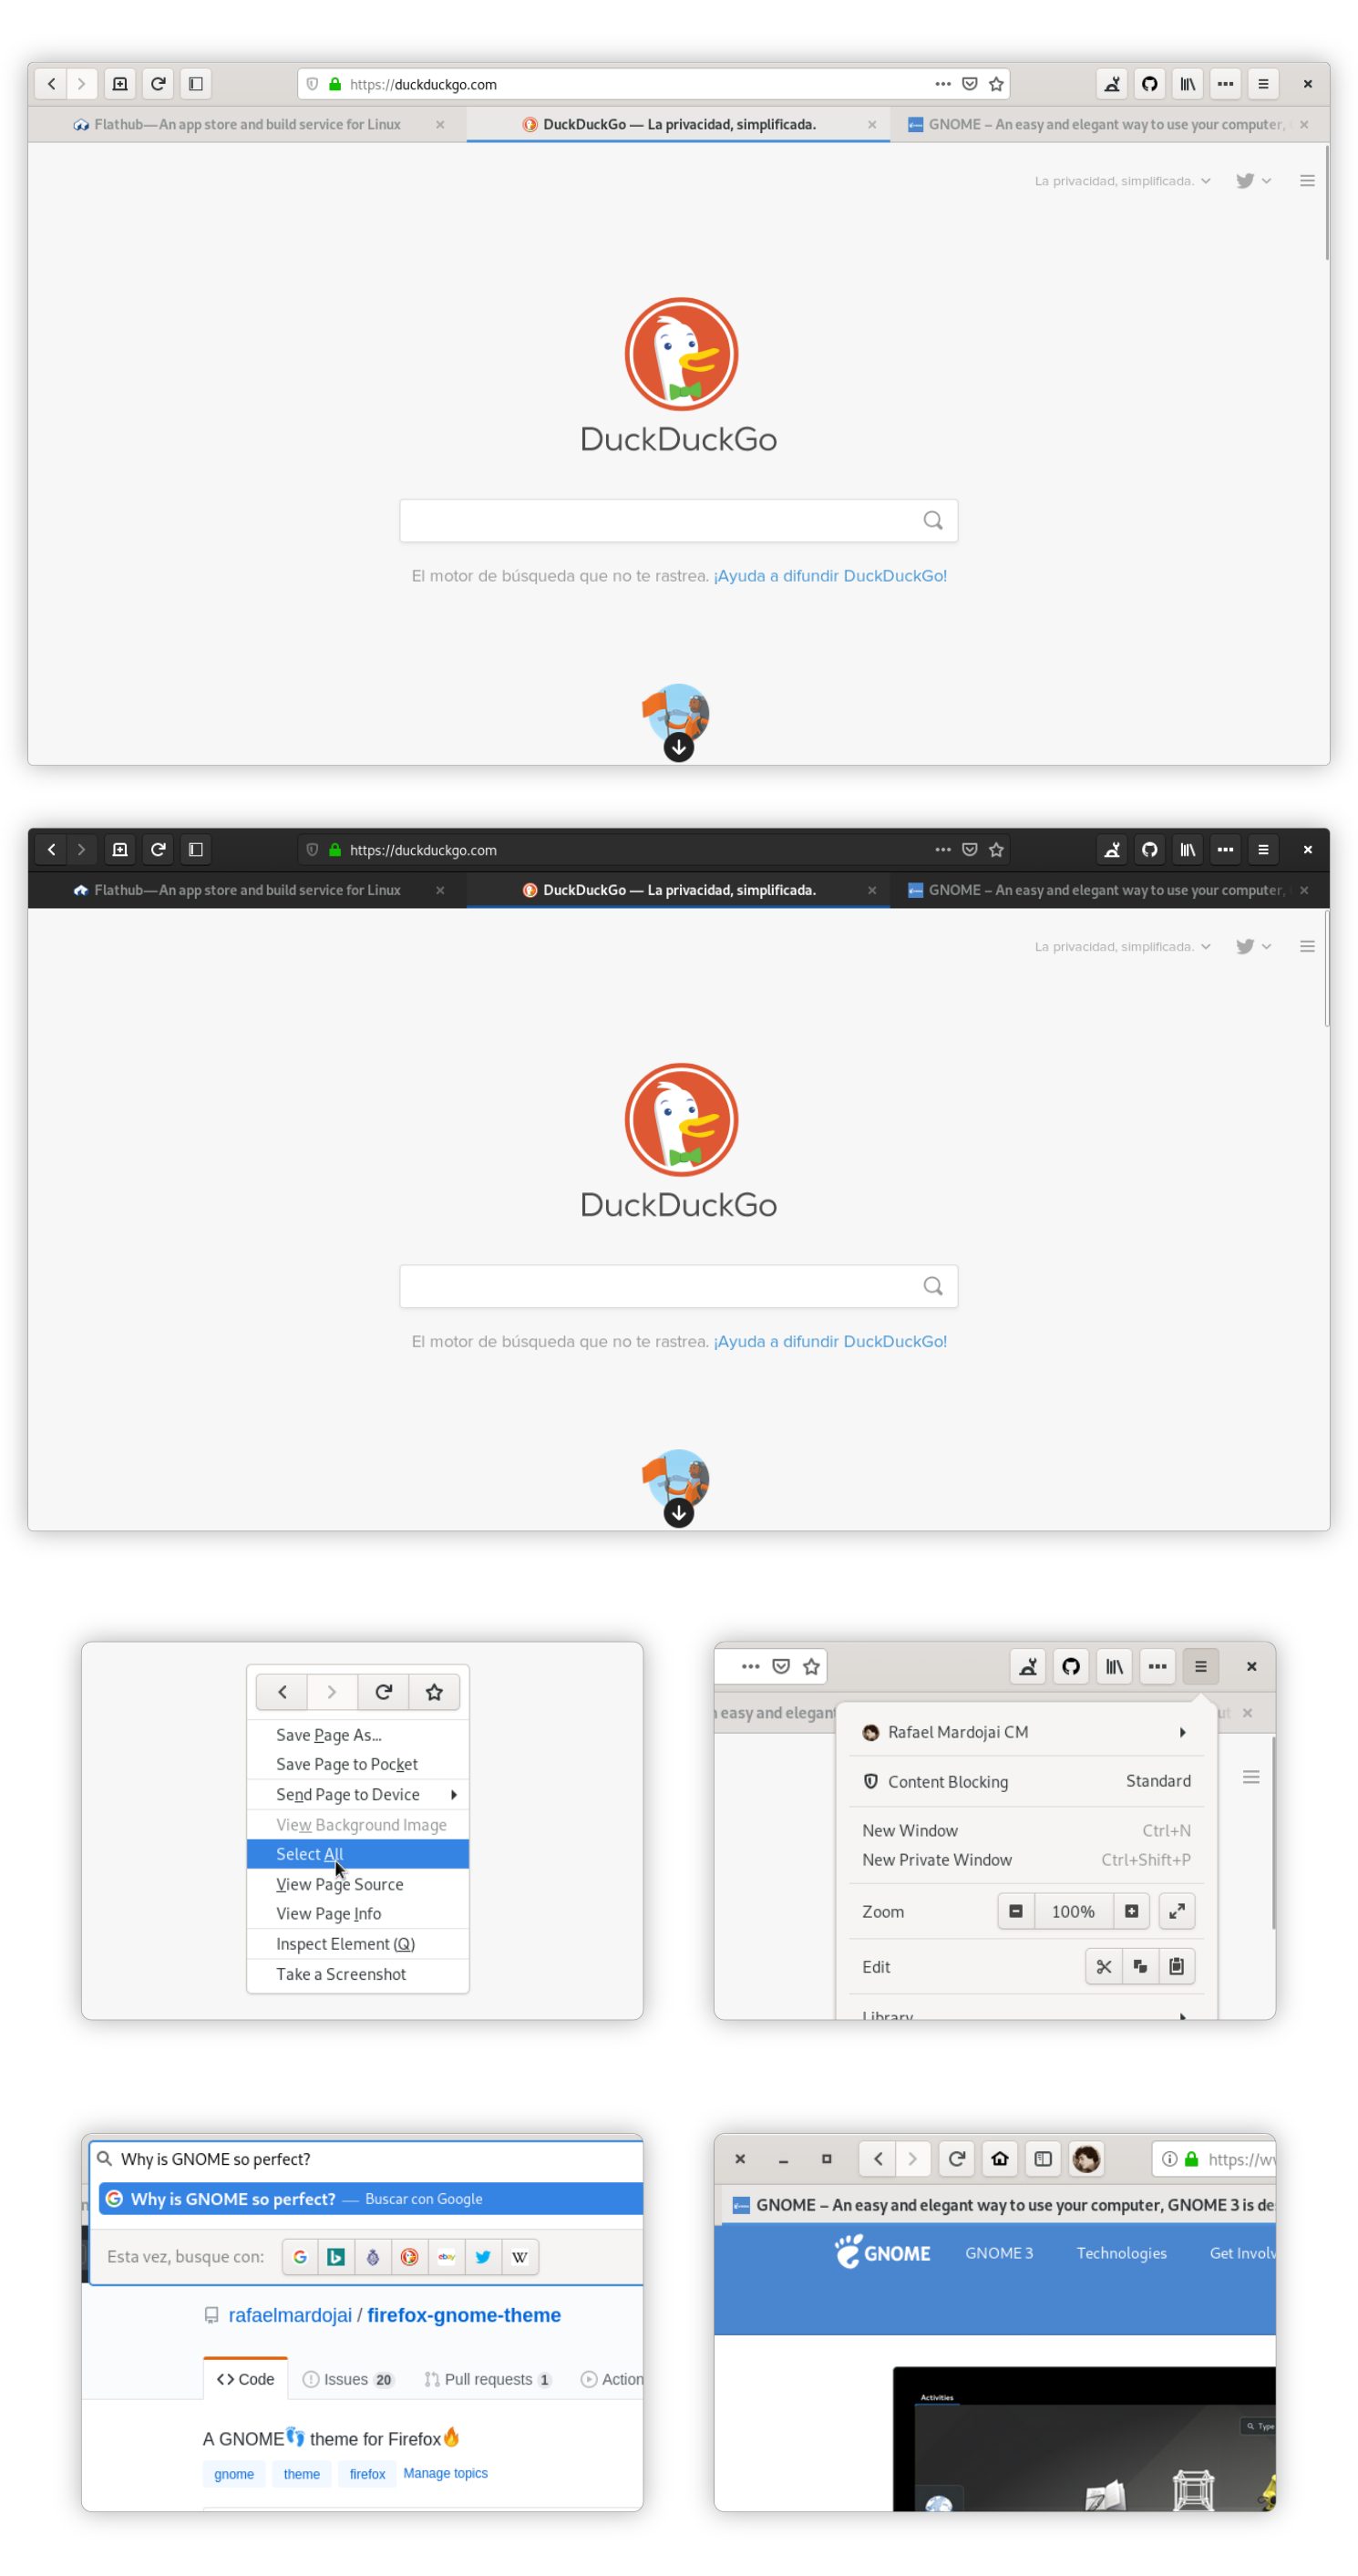 https://duckduckgo.com
Flathub—An app store and build service for Linux
DuckDuckGo — La privacidad, simplificada.
GNOME – An easy and elegant way to use your computer,
La privacidad, simplificada.
DuckDuckGo
El motor de búsqueda que no te rastrea. ¡Ayuda a difundir DuckDuckGo!
https://duckduckgo.com
Flathub—An app store and build service for Linux
DuckDuckGo — La privacidad, simplificada.
GNOME – An easy and elegant way to use your computer,
La privacidad, simplificada.
DuckDuckGo
El motor de búsqueda que no te rastrea. ¡Ayuda a difundir DuckDuckGo!
Save Page As...
Save Page to Pocket
Send Page to Device
View Background Image
Select All
View Page Source
View Page Info
Inspect Element (Q)
Take a Screenshot
easy and elegant
Rafael Mardojai CM
Content Blocking Standard
New Window Ctrl+N
New Private Window Ctrl+Shift+P
Zoom 100%
Edit
Library
Why is GNOME so perfect?
Why is GNOME so perfect? — Buscar con Google
Esta vez, busque con:
ebay
W
rafaelmardojai / firefox-gnome-theme
Code Issues 20 Pull requests 1 Action
A GNOME theme for Firefox
gnome theme firefox Manage topics
https://w
GNOME – An easy and elegant way to use your computer, GNOME 3 is de
GNOME GNOME 3 Technologies Get Involv
Activities
Type